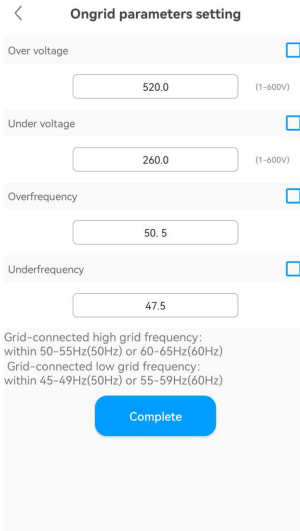 Ongrid parameters setting
Over voltage
520.0 (1-600V)
Under voltage
260.0 (1-600V)
Overfrequency
50. 5
Underfrequency
47.5
Grid-connected high grid frequency:
within 50-55Hz(50Hz) or 60-65Hz(60Hz)
Grid-connected low grid frequency:
within 45-49Hz(50Hz) or 55-59Hz(60Hz)
Complete